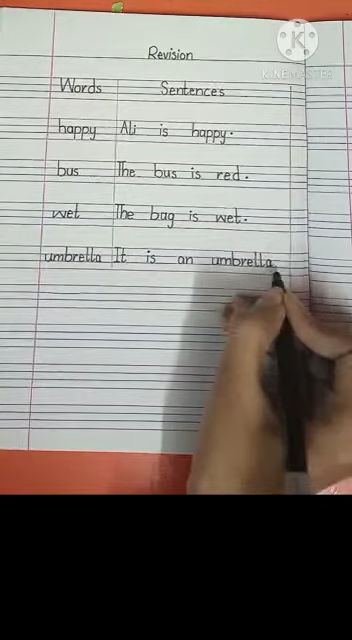 Revision
Words Sentences
happy Ali is happy.
bus The bus is red.
wet The bag is wet.
umbrella It is an umbrella.
KINEMASTER